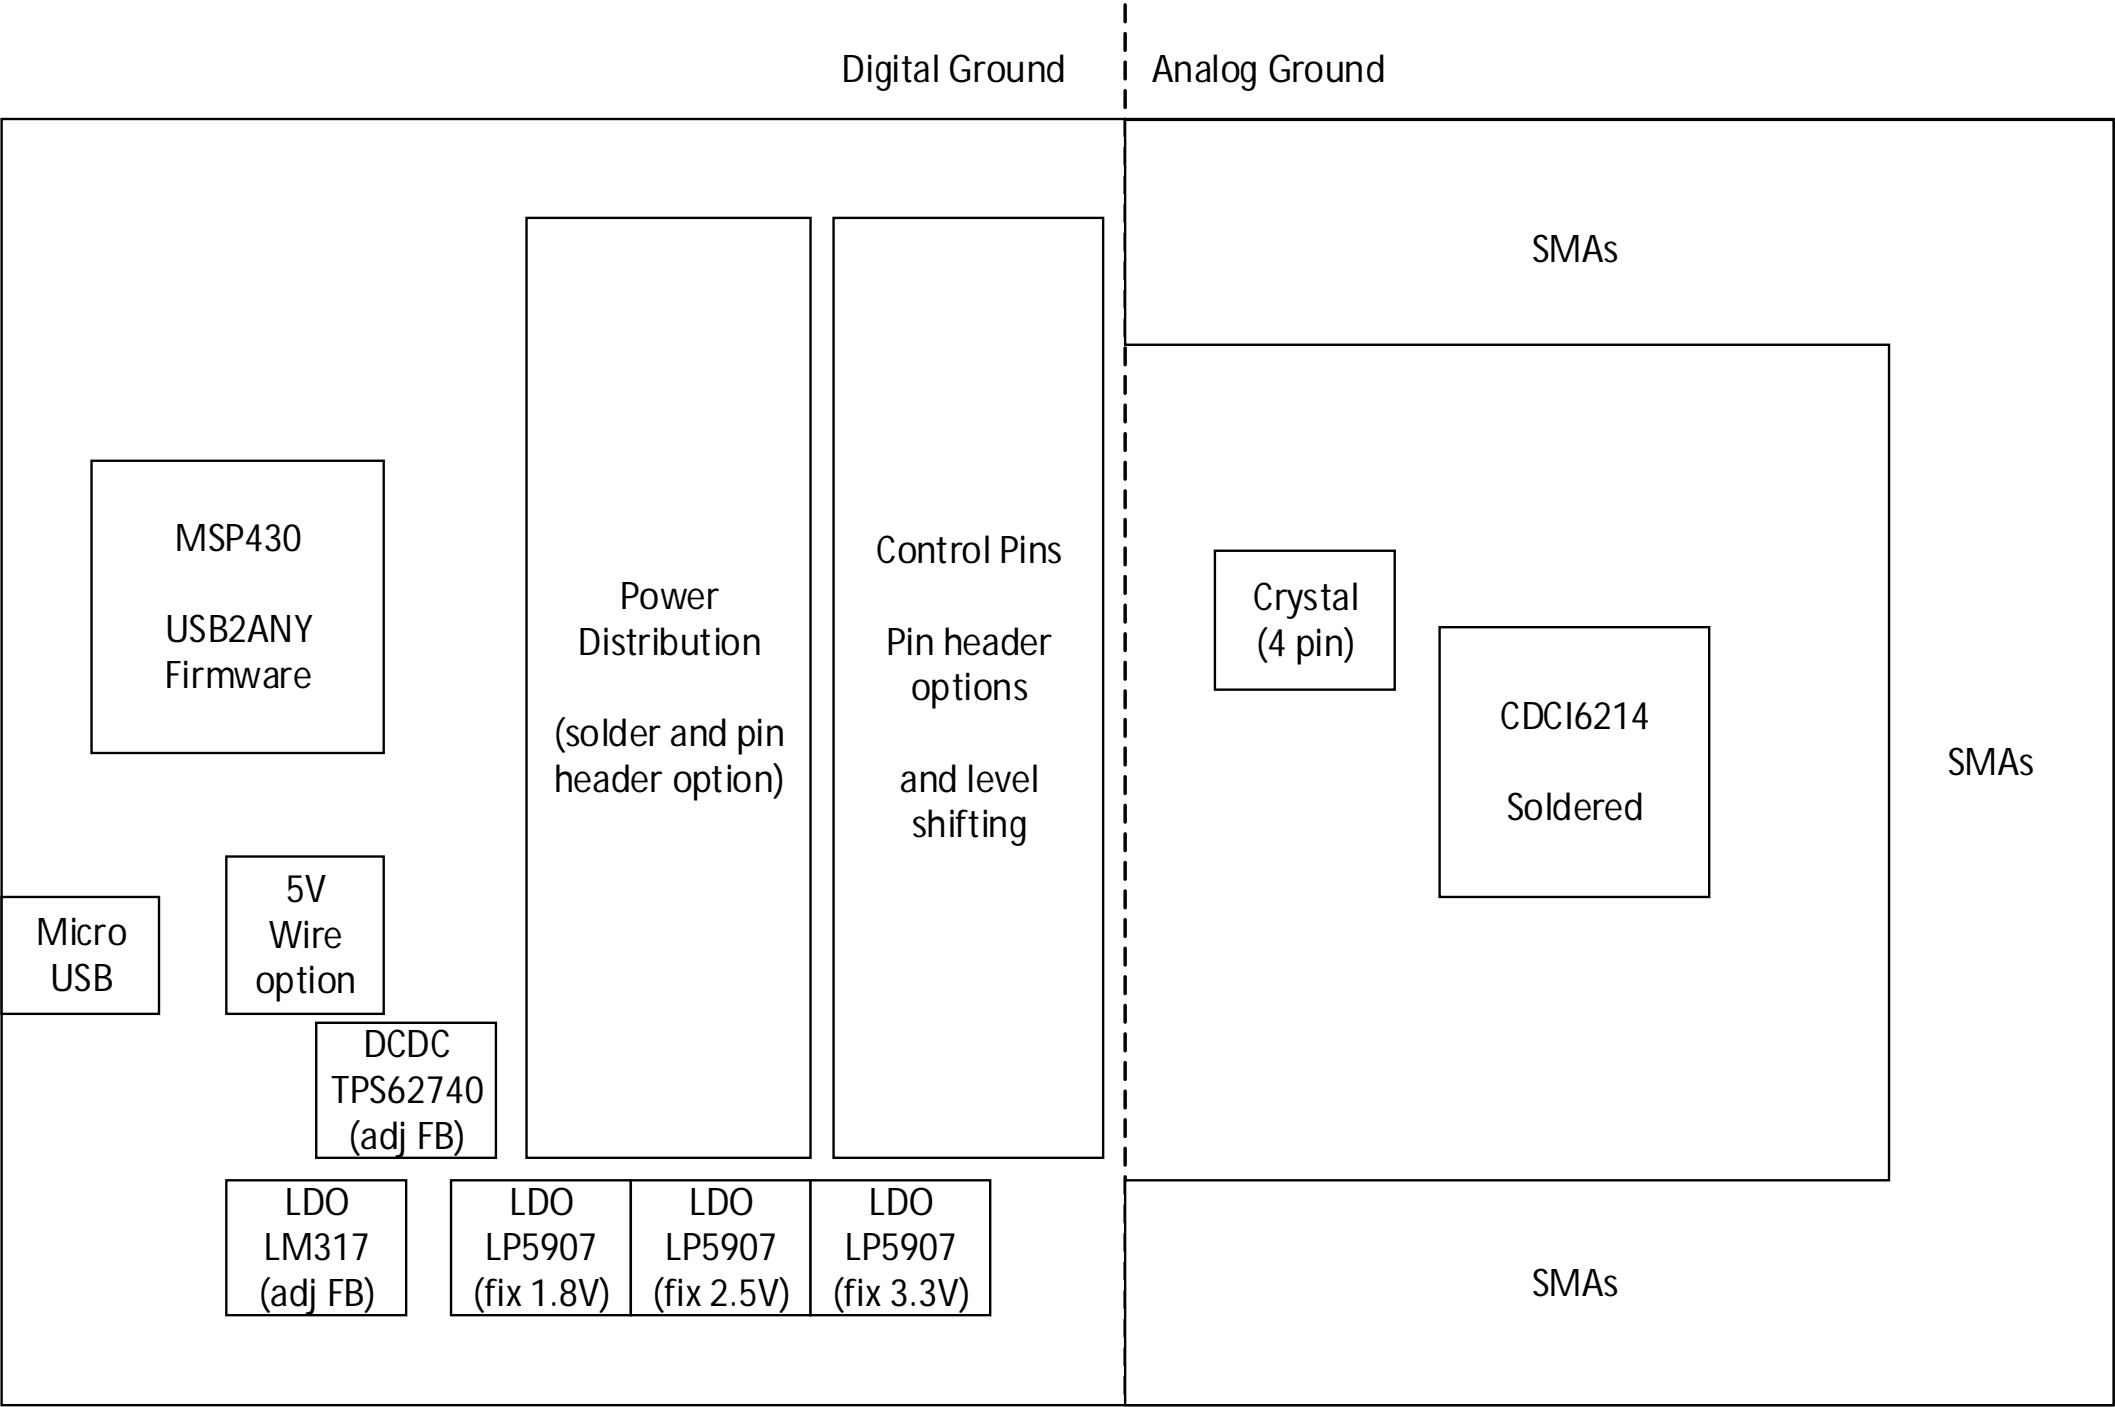 Digital Ground
Analog Ground
SMAs
MSP430
USB2ANY
Firmware
Power
Distribution
(solder and pin
header option)
Control Pins
Pin header
options
and level
shifting
Crystal
(4 pin)
CDCI6214
Soldered
SMAs
Micro
USB
5V
Wire
option
DCDC
TPS62740
(adj FB)
LDO
LM317
(adj FB)
LDO
LP5907
(fix 1.8V)
LDO
LP5907
(fix 2.5V)
LDO
LP5907
(fix 3.3V)
SMAs